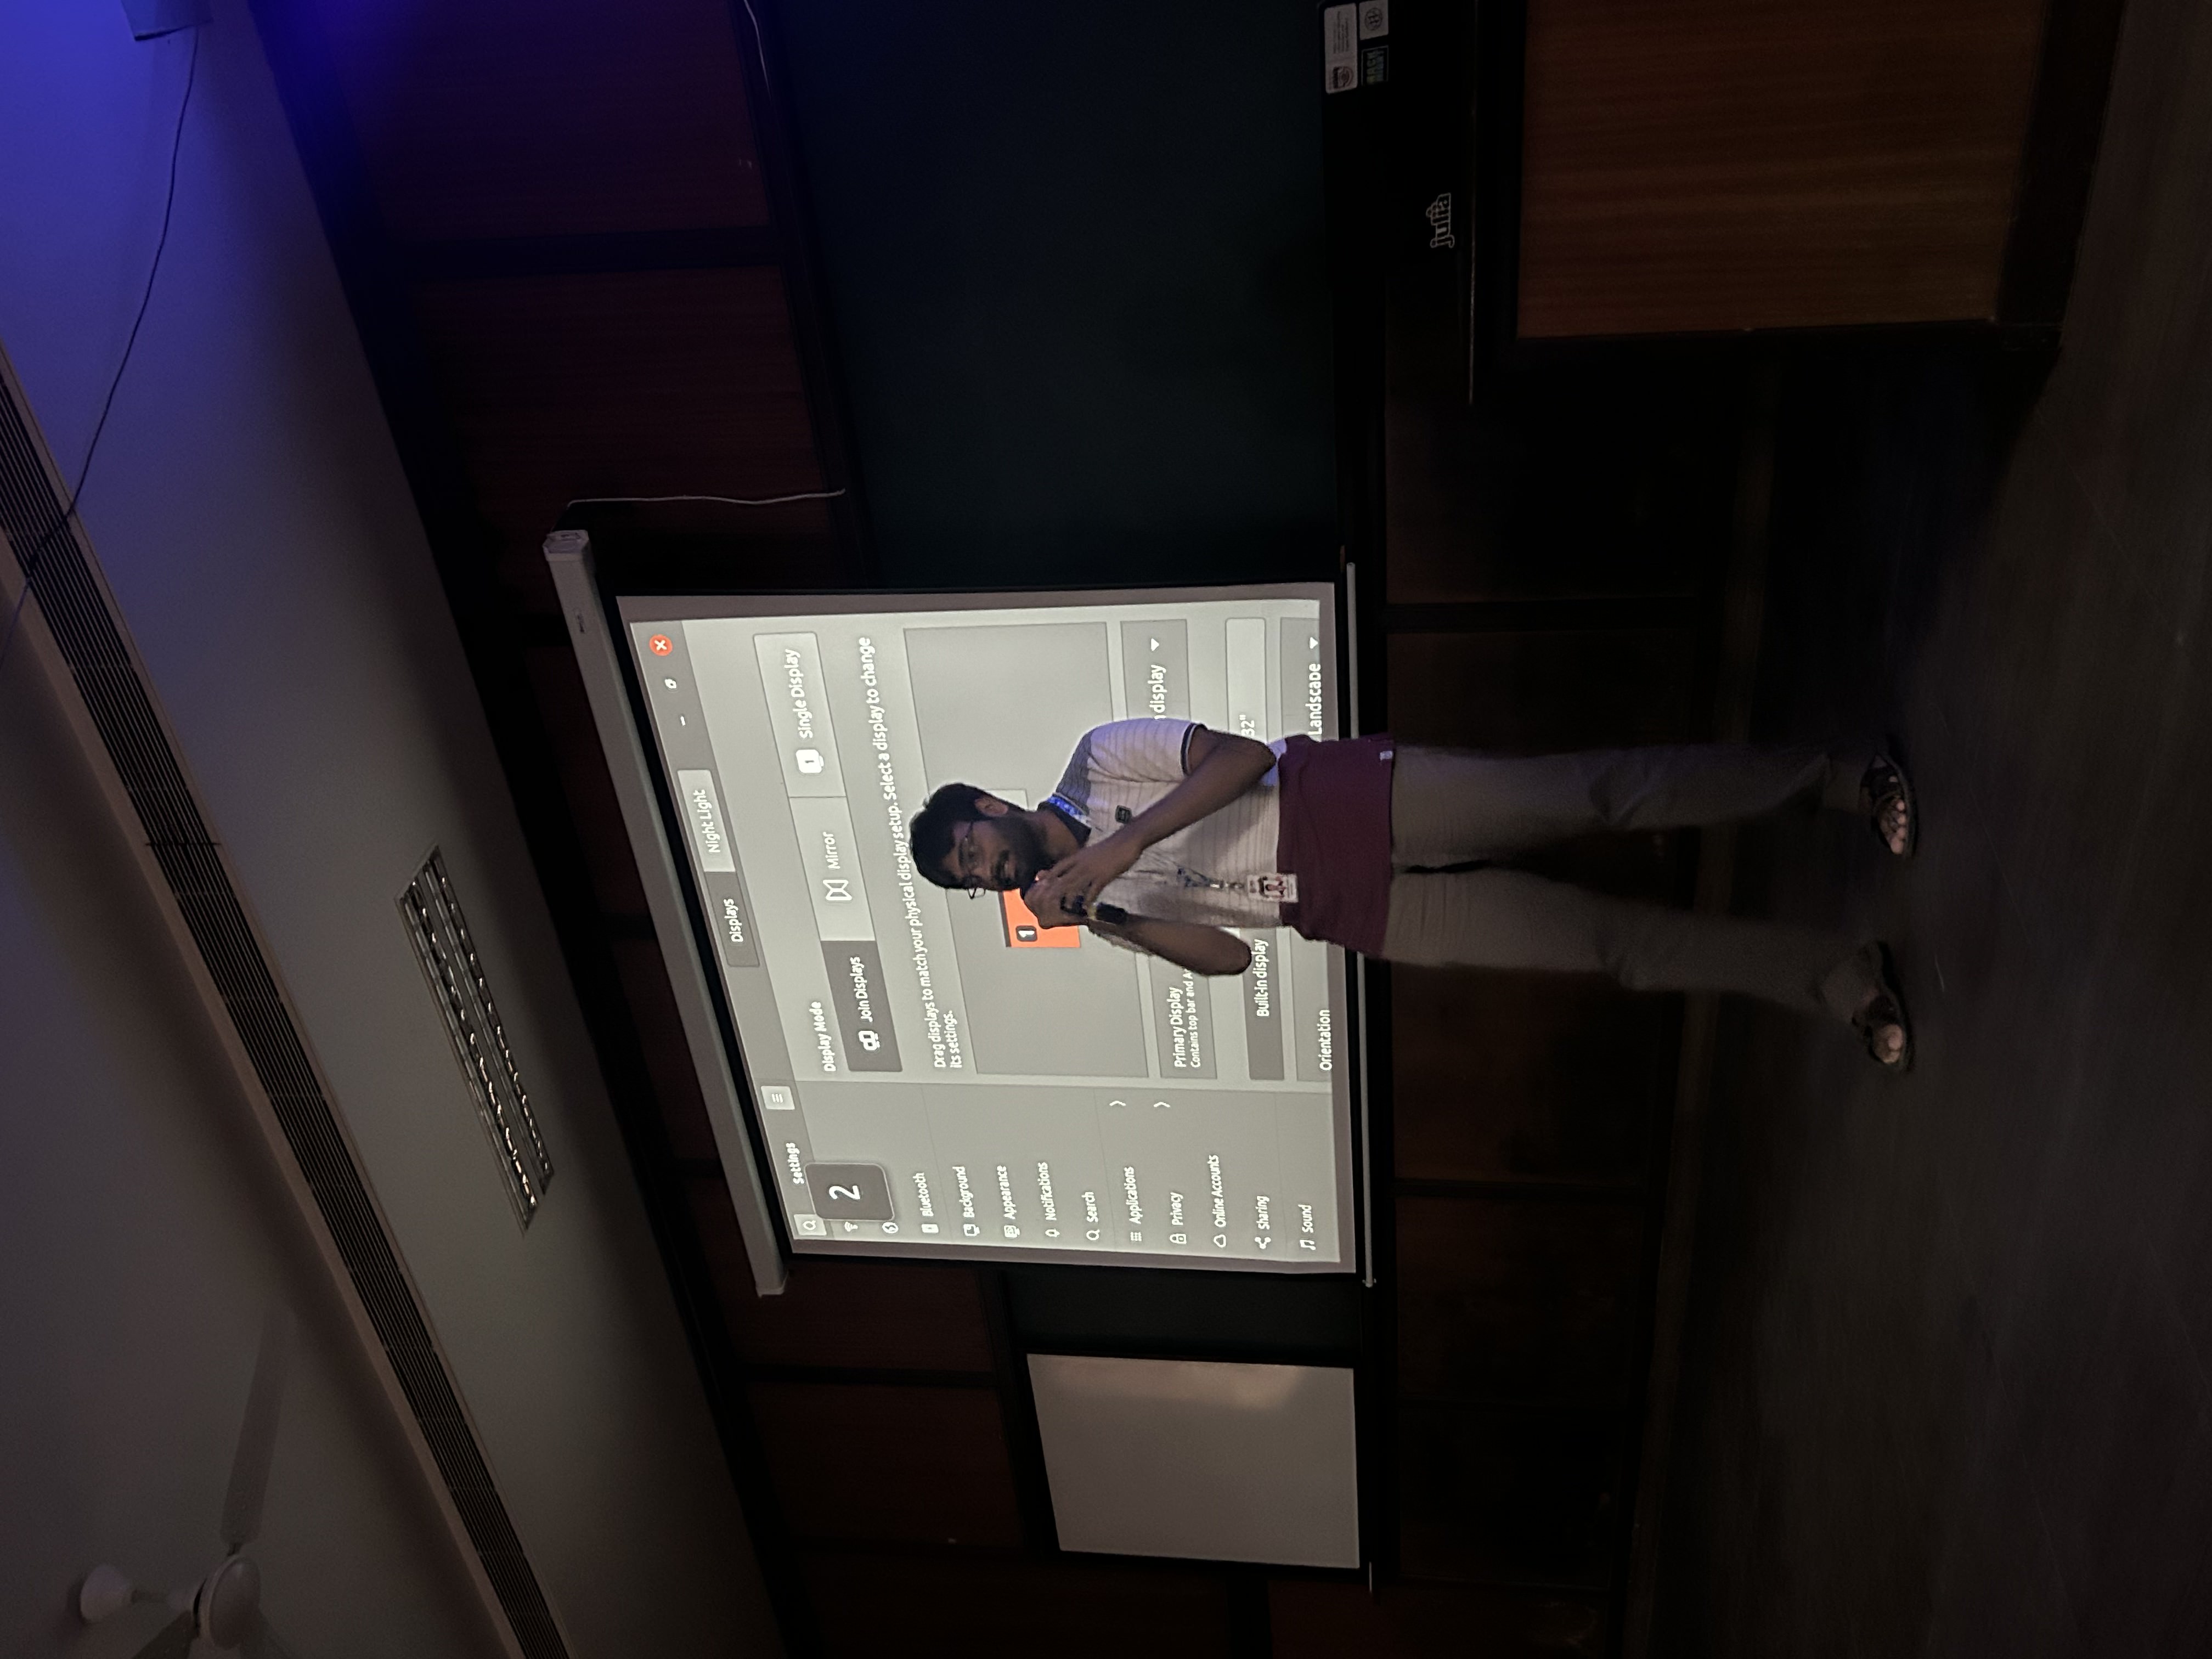 Displays
Night Light
Settings
2
Bluetooth
Background
Appearance
Notifications
Search
Applications
Privacy
Online Accounts
Sharing
Sound
Display Mode
Join Displays
Mirror
1
Single Display
Drag displays to match your physical display setup. Select a display to change
its settings.
1
Primary Display
Contains top bar and
display
Built-in display
32"
Orientation
Landscape
julia